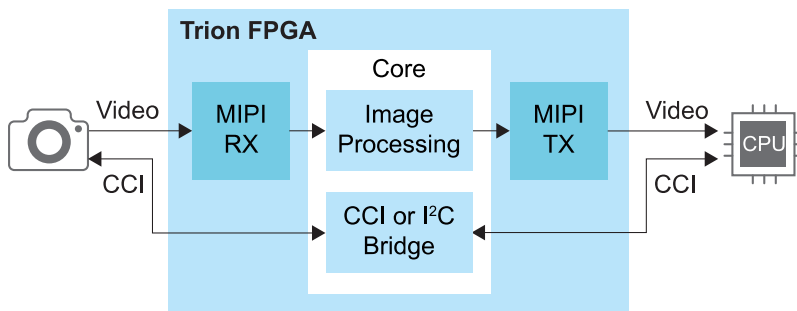 Trion FPGA
Core
Video
MIPI
RX
Image
Processing
MIPI
TX
Video
CPU
CCI
CCI or I²C
Bridge
CCI